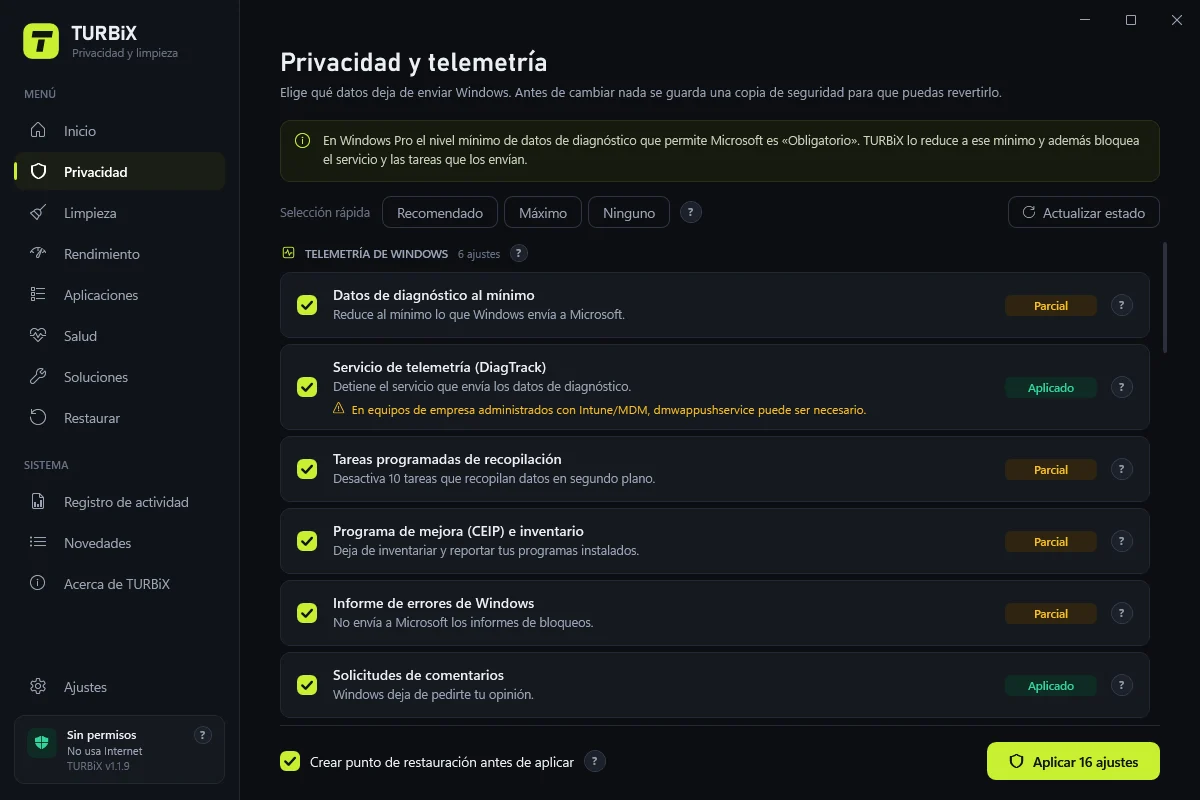 TURBiX
Privacidad y limpieza
MENÚ
Inicio
Privacidad
Limpieza
Rendimiento
Aplicaciones
Salud
Soluciones
Restaurar
SISTEMA
Registro de actividad
Novedades
Acerca de TURBiX
Ajustes
Sin permisos ?
No usa Internet
TURBiX v1.1.9
Privacidad y telemetría
Elige qué datos deja de enviar Windows. Antes de cambiar nada se guarda una copia de seguridad para que puedas revertirlo.
En Windows Pro el nivel mínimo de datos de diagnóstico que permite Microsoft es «Obligatorio». TURBiX lo reduce a ese mínimo y además bloquea
el servicio y las tareas que los envían.
Selección rápida Recomendado Máximo Ninguno ? Actualizar estado
TELEMETRÍA DE WINDOWS 6 ajustes ?
Datos de diagnóstico al mínimo
Reduce al mínimo lo que Windows envía a Microsoft.
Parcial ?
Servicio de telemetría (DiagTrack)
Detiene el servicio que envía los datos de diagnóstico.
En equipos de empresa administrados con Intune/MDM, dmwappushservice puede ser necesario.
Aplicado ?
Tareas programadas de recopilación
Desactiva 10 tareas que recopilan datos en segundo plano.
Parcial ?
Programa de mejora (CEIP) e inventario
Deja de inventariar y reportar tus programas instalados.
Parcial ?
Informe de errores de Windows
No envía a Microsoft los informes de bloqueos.
Parcial ?
Solicitudes de comentarios
Windows deja de pedirte tu opinión.
Aplicado ?
Crear punto de restauración antes de aplicar ?
Aplicar 16 ajustes